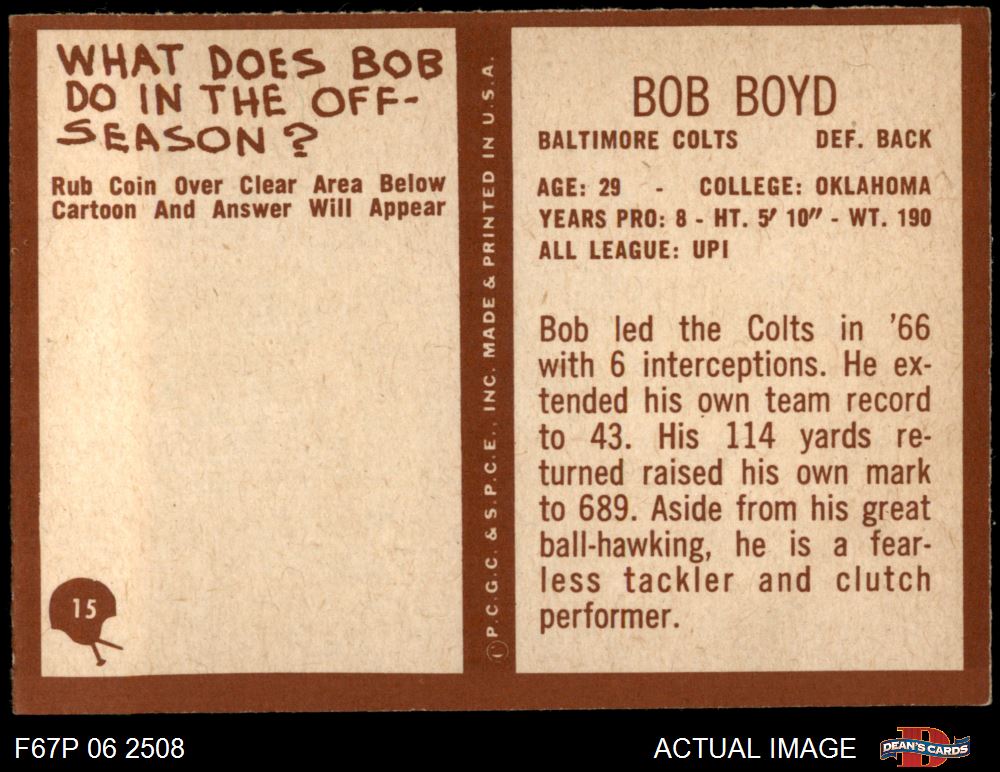 WHAT DOES BOB
DO IN THE OFF-
SEASON?
Rub Coin Over Clear Area Below
Cartoon And Answer Will Appear
15
© P.C.G.C. & S.P.C.E., INC. MADE & PRINTED IN U.S.A.
BOB BOYD
BALTIMORE COLTS DEF. BACK
AGE: 29 - COLLEGE: OKLAHOMA
YEARS PRO: 8 - HT. 5' 10" - WT. 190
ALL LEAGUE: UPI
Bob led the Colts in '66
with 6 interceptions. He ex-
tended his own team record
to 43. His 114 yards re-
turned raised his own mark
to 689. Aside from his great
ball-hawking, he is a fear-
less tackler and clutch
performer.
F67P 06 2508
ACTUAL IMAGE
D
DEAN'S CARDS